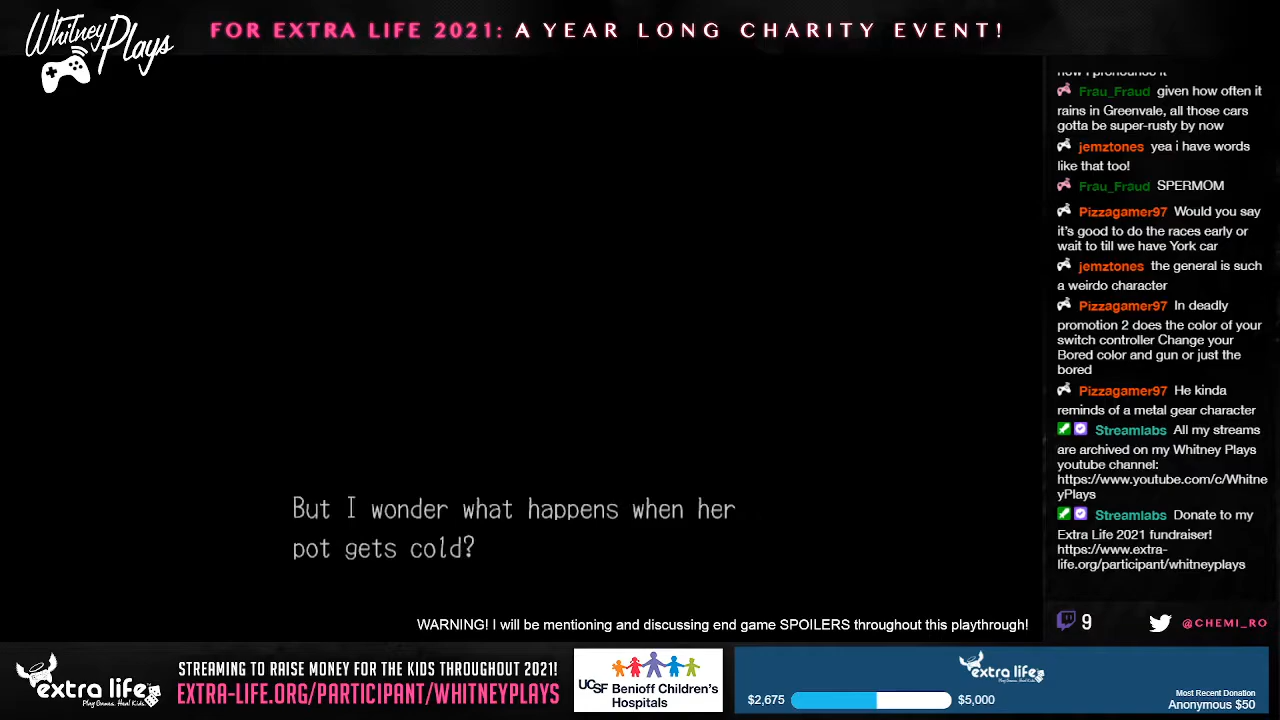 Whitney Plays
FOR EXTRA LIFE 2021: A YEAR LONG CHARITY EVENT!
now i pronounce it
Frau_Fraud given how often it
rains in Greenvale, all those cars
gotta be super-rusty by now
jemztones yea i have words
like that too!
Frau_Fraud SPERMOM
Pizzagamer97 Would you say
it's good to do the races early or
wait to till we have York car
jemztones the general is such
a weirdo character
Pizzagamer97 In deadly
promotion 2 does the color of your
switch controller Change your
Bored color and gun or just the
bored
Pizzagamer97 He kinda
reminds of a metal gear character
Streamlabs All my streams
are archived on my Whitney Plays
youtube channel:
https://www.youtube.com/c/Whitne
yPlays
Streamlabs Donate to my
Extra Life 2021 fundraiser!
https://www.extra-
life.org/participant/whitneyplays
But I wonder what happens when her
pot gets cold?
WARNING! I will be mentioning and discussing end game SPOILERS throughout this playthrough!
9
@CHEMI_RO
extra life
Play Games. Heal Kids.
STREAMING TO RAISE MONEY FOR THE KIDS THROUGHOUT 2021!
EXTRA-LIFE.ORG/PARTICIPANT/WHITNEYPLAYS
UCSF Benioff Children's
Hospitals
extra life
$2,675
$5,000
Most Recent Donation
Anonymous $50